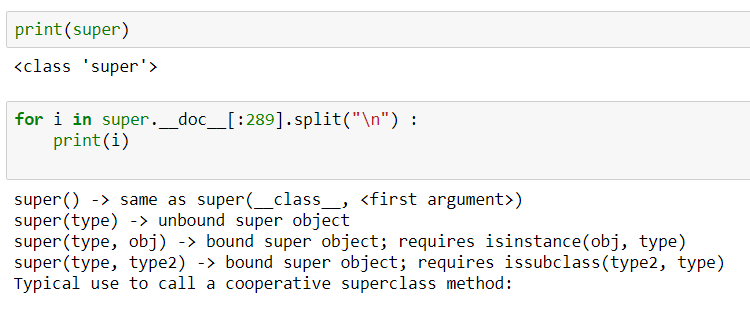 print(super)
<class 'super'>
for i in super.__doc__[:289].split("\n") :
    print(i)
super() -> same as super(__class__, <first argument>)
super(type) -> unbound super object
super(type, obj) -> bound super object; requires isinstance(obj, type)
super(type, type2) -> bound super object; requires issubclass(type2, type)
Typical use to call a cooperative superclass method: